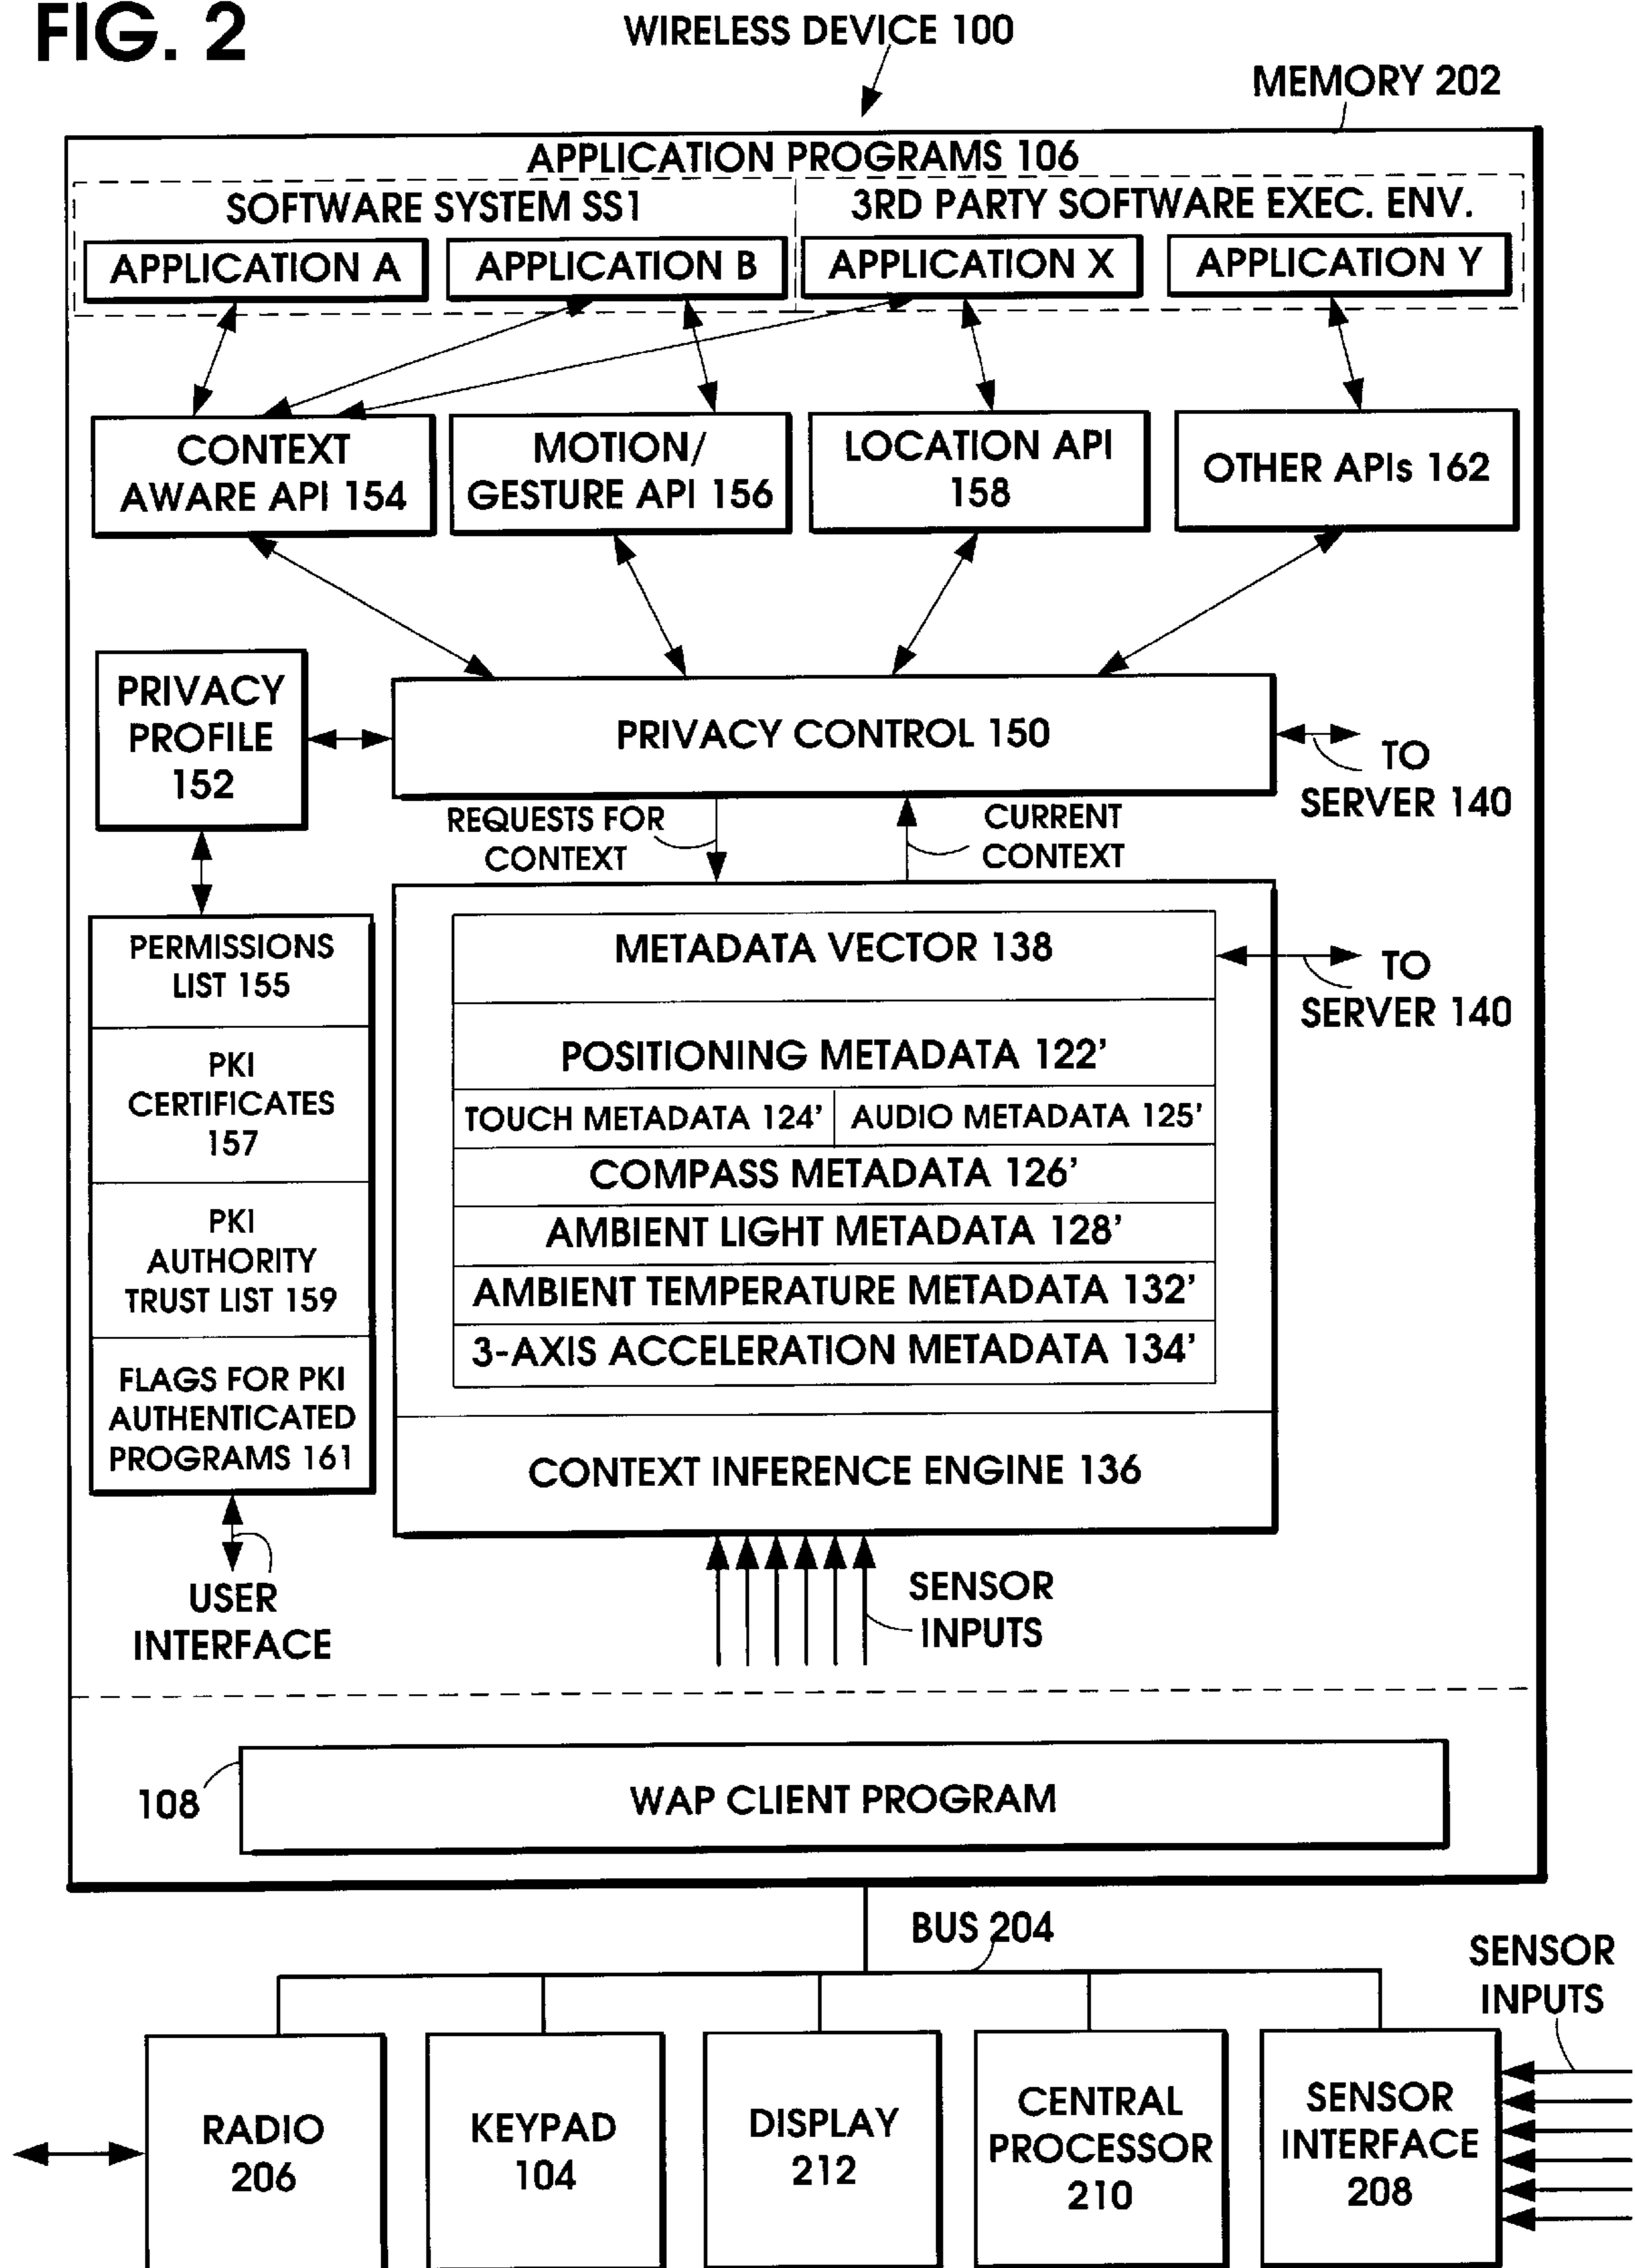 FIG. 2
WIRELESS DEVICE 100
MEMORY 202
APPLICATION PROGRAMS 106
SOFTWARE SYSTEM SS1
3RD PARTY SOFTWARE EXEC. ENV.
APPLICATION A
APPLICATION B
APPLICATION X
APPLICATION Y
CONTEXT
AWARE API 154
MOTION/
GESTURE API 156
LOCATION API
158
OTHER APIs 162
PRIVACY
PROFILE
152
PRIVACY CONTROL 150
TO
SERVER 140
REQUESTS FOR
CONTEXT
CURRENT
CONTEXT
PERMISSIONS
LIST 155
PKI
CERTIFICATES
157
PKI
AUTHORITY
TRUST LIST 159
FLAGS FOR PKI
AUTHENTICATED
PROGRAMS 161
USER
INTERFACE
METADATA VECTOR 138
TO
SERVER 140
POSITIONING METADATA 122'
TOUCH METADATA 124'
AUDIO METADATA 125'
COMPASS METADATA 126'
AMBIENT LIGHT METADATA 128'
AMBIENT TEMPERATURE METADATA 132'
3-AXIS ACCELERATION METADATA 134'
CONTEXT INFERENCE ENGINE 136
SENSOR
INPUTS
108
WAP CLIENT PROGRAM
BUS 204
SENSOR
INPUTS
RADIO
206
KEYPAD
104
DISPLAY
212
CENTRAL
PROCESSOR
210
SENSOR
INTERFACE
208